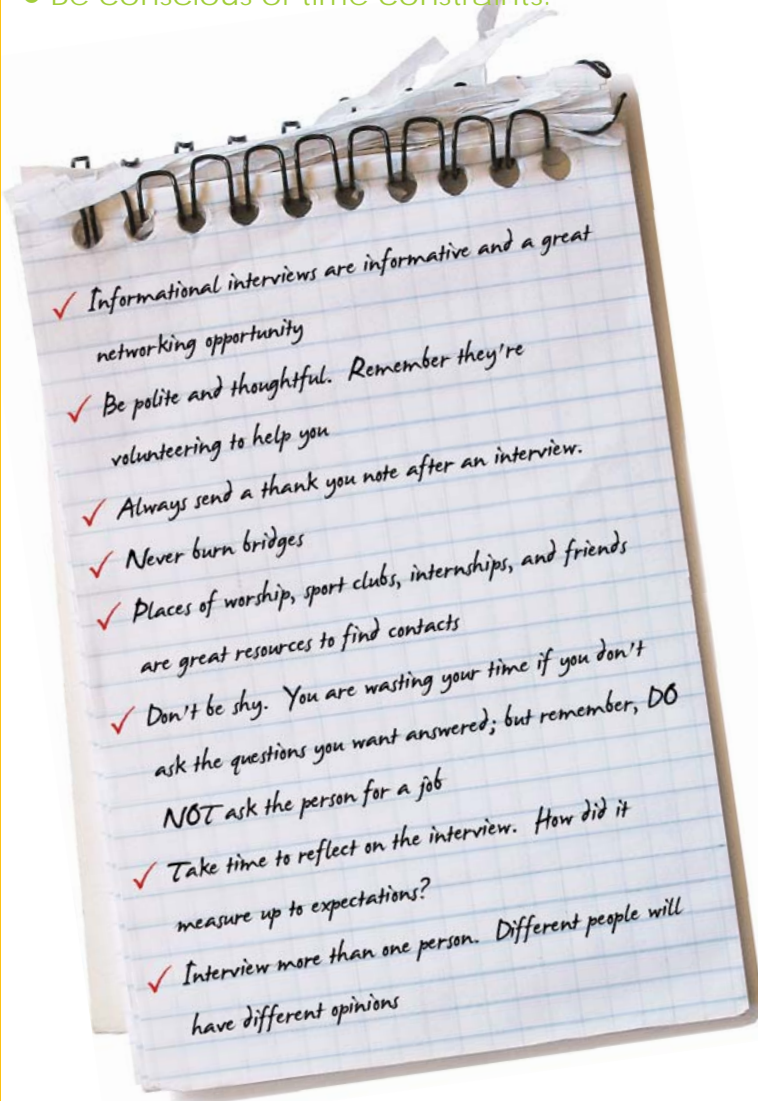 • Be conscious of time constraints.
✓ Informational interviews are informative and a great
networking opportunity
✓ Be polite and thoughtful. Remember they're
volunteering to help you
✓ Always send a thank you note after an interview.
✓ Never burn bridges
✓ Places of worship, sport clubs, internships, and friends
are great resources to find contacts
✓ Don't be shy. You are wasting your time if you don't
ask the questions you want answered; but remember, DO
NOT ask the person for a job
✓ Take time to reflect on the interview. How did it
measure up to expectations?
✓ Interview more than one person. Different people will
have different opinions